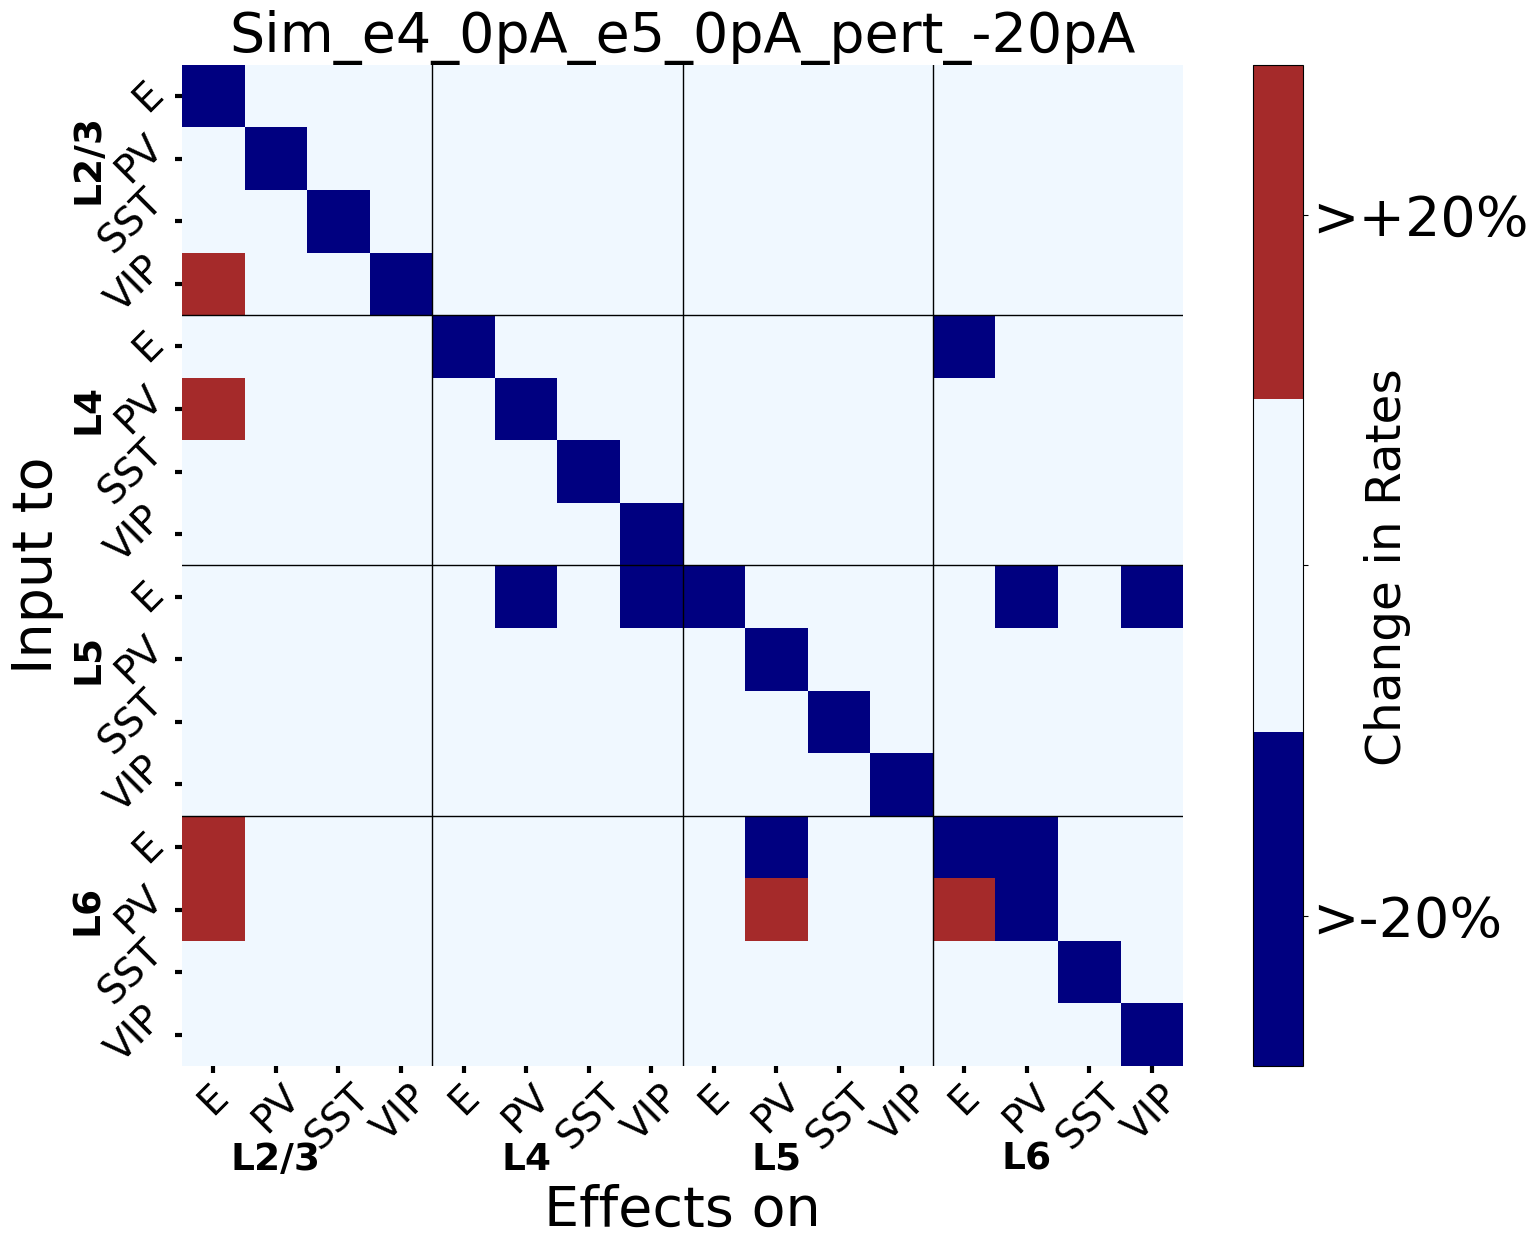 Sim_e4_0pA_e5_0pA_pert_-20pA
Input to
L2/3
E
PV
SST
VIP
L4
E
PV
SST
VIP
L5
E
PV
SST
VIP
L6
E
PV
SST
VIP
E PV SST VIP E PV SST VIP E PV SST VIP E PV SST VIP
L2/3 L4 L5 L6
Effects on
>+20%
>-20%
Change in Rates